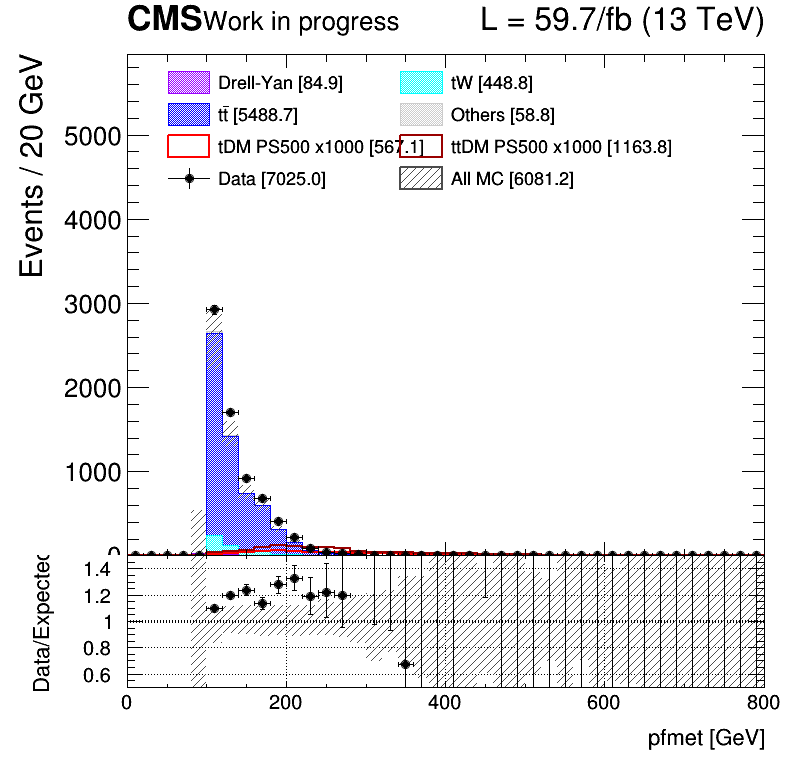 CMS Work in progress L = 59.7/fb (13 TeV)
Events / 20 GeV
Drell-Yan [84.9] tW [448.8]
tt̄ [5488.7] Others [58.8]
tDM PS500 x1000 [567.1] ttDM PS500 x1000 [1163.8]
Data [7025.0] All MC [6081.2]
5000
4000
3000
2000
1000
0
Data/Expected
1.4
1.2
1
0.8
0.6
0 200 400 600 800
pfmet [GeV]